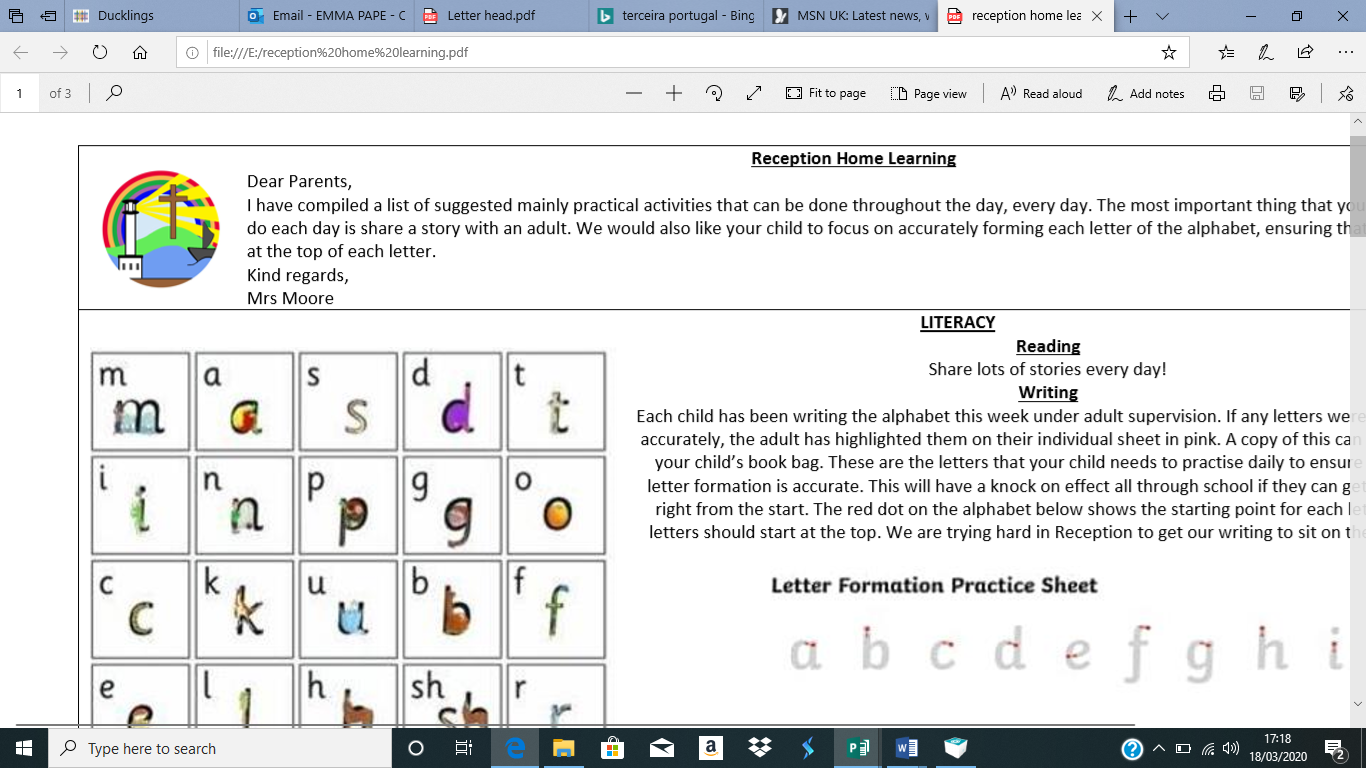 Ducklings
Email - EMMA PAPE - C
Letter head.pdf
terceira portugal - Bing
MSN UK: Latest news, v
reception home lea
file:///E:/reception%20home%20learning.pdf
1 of 3
Fit to page
Page view
Read aloud
Add notes
Reception Home Learning
Dear Parents,
I have compiled a list of suggested mainly practical activities that can be done throughout the day, every day. The most important thing that you
do each day is share a story with an adult. We would also like your child to focus on accurately forming each letter of the alphabet, ensuring that
at the top of each letter.
Kind regards,
Mrs Moore
LITERACY
Reading
Share lots of stories every day!
Writing
Each child has been writing the alphabet this week under adult supervision. If any letters were
accurately, the adult has highlighted them on their individual sheet in pink. A copy of this can
your child's book bag. These are the letters that your child needs to practise daily to ensure
letter formation is accurate. This will have a knock on effect all through school if they can get
right from the start. The red dot on the alphabet below shows the starting point for each let
letters should start at the top. We are trying hard in Reception to get our writing to sit on the
m a s d t
m a s d t
i n p g o
i n p g o
c k u b f
c k u b f
e l h sh r
e l h sh r
Letter Formation Practice Sheet
a b c d e f g h i
Type here to search
17:18
18/03/2020
2